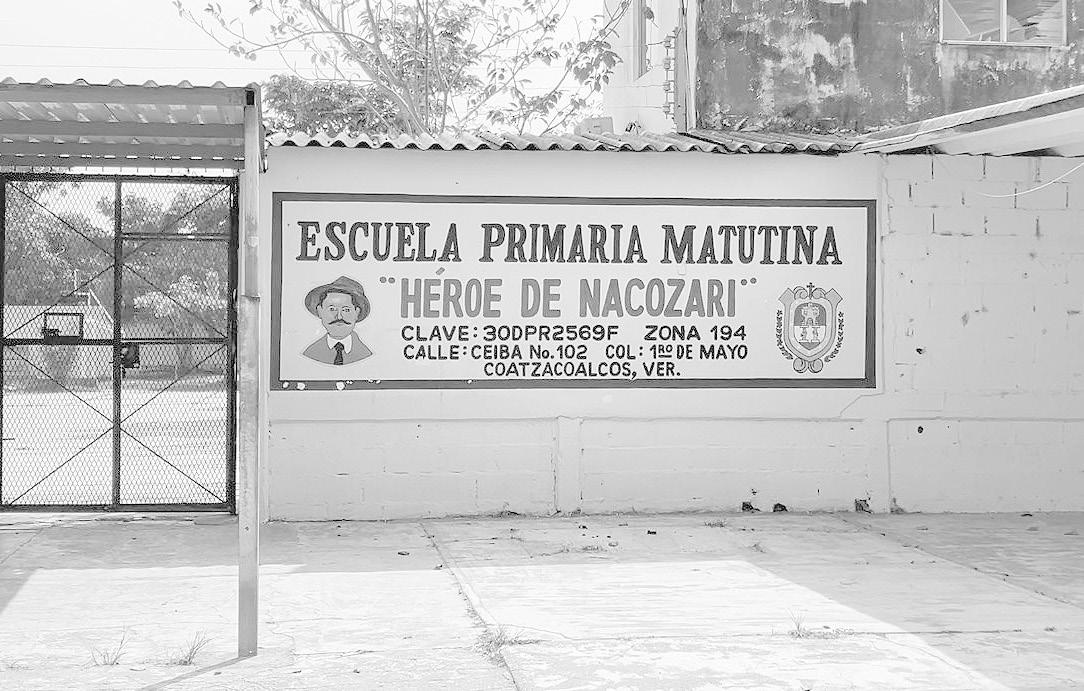 ESCUELA PRIMARIA MATUTINA
¨HÉROE DE NACOZARI¨
CLAVE: 30DPR2569F ZONA 194
CALLE: CEIBA No. 102 COL: 1RO DE MAYO
COATZACOALCOS, VER.